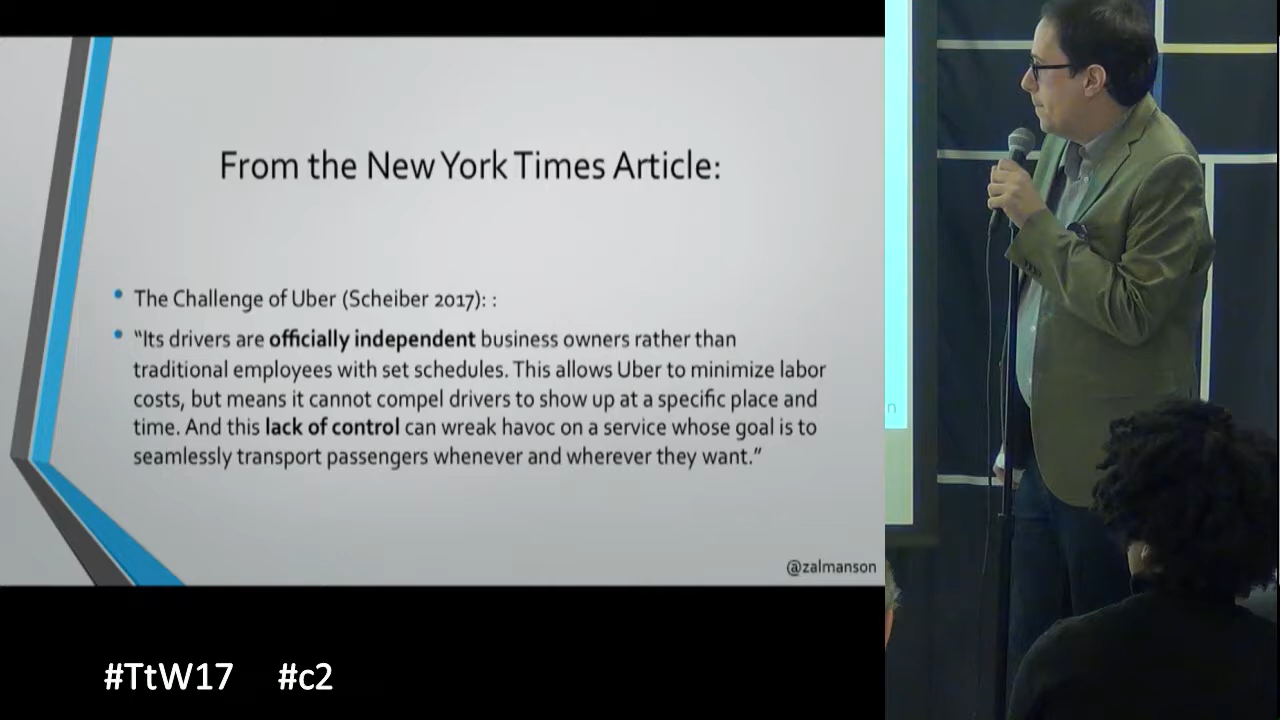 From the New York Times Article:
• The Challenge of Uber (Scheiber 2017): :
• “Its drivers are officially independent business owners rather than
traditional employees with set schedules. This allows Uber to minimize labor
costs, but means it cannot compel drivers to show up at a specific place and
time. And this lack of control can wreak havoc on a service whose goal is to
seamlessly transport passengers whenever and wherever they want.”
@zalmanson
n
#TtW17 #c2